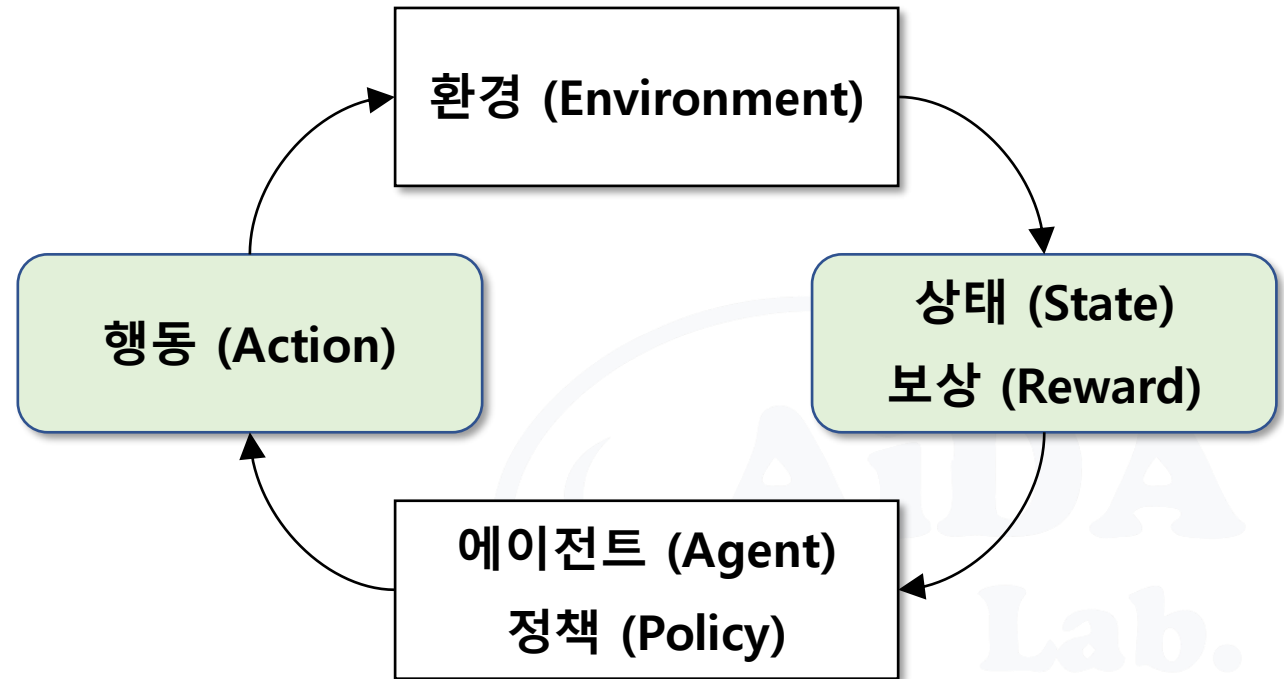 환경 (Environment)
행동 (Action)
상태 (State)
보상 (Reward)
에이전트 (Agent)
정책 (Policy)
AiDA
Lab.